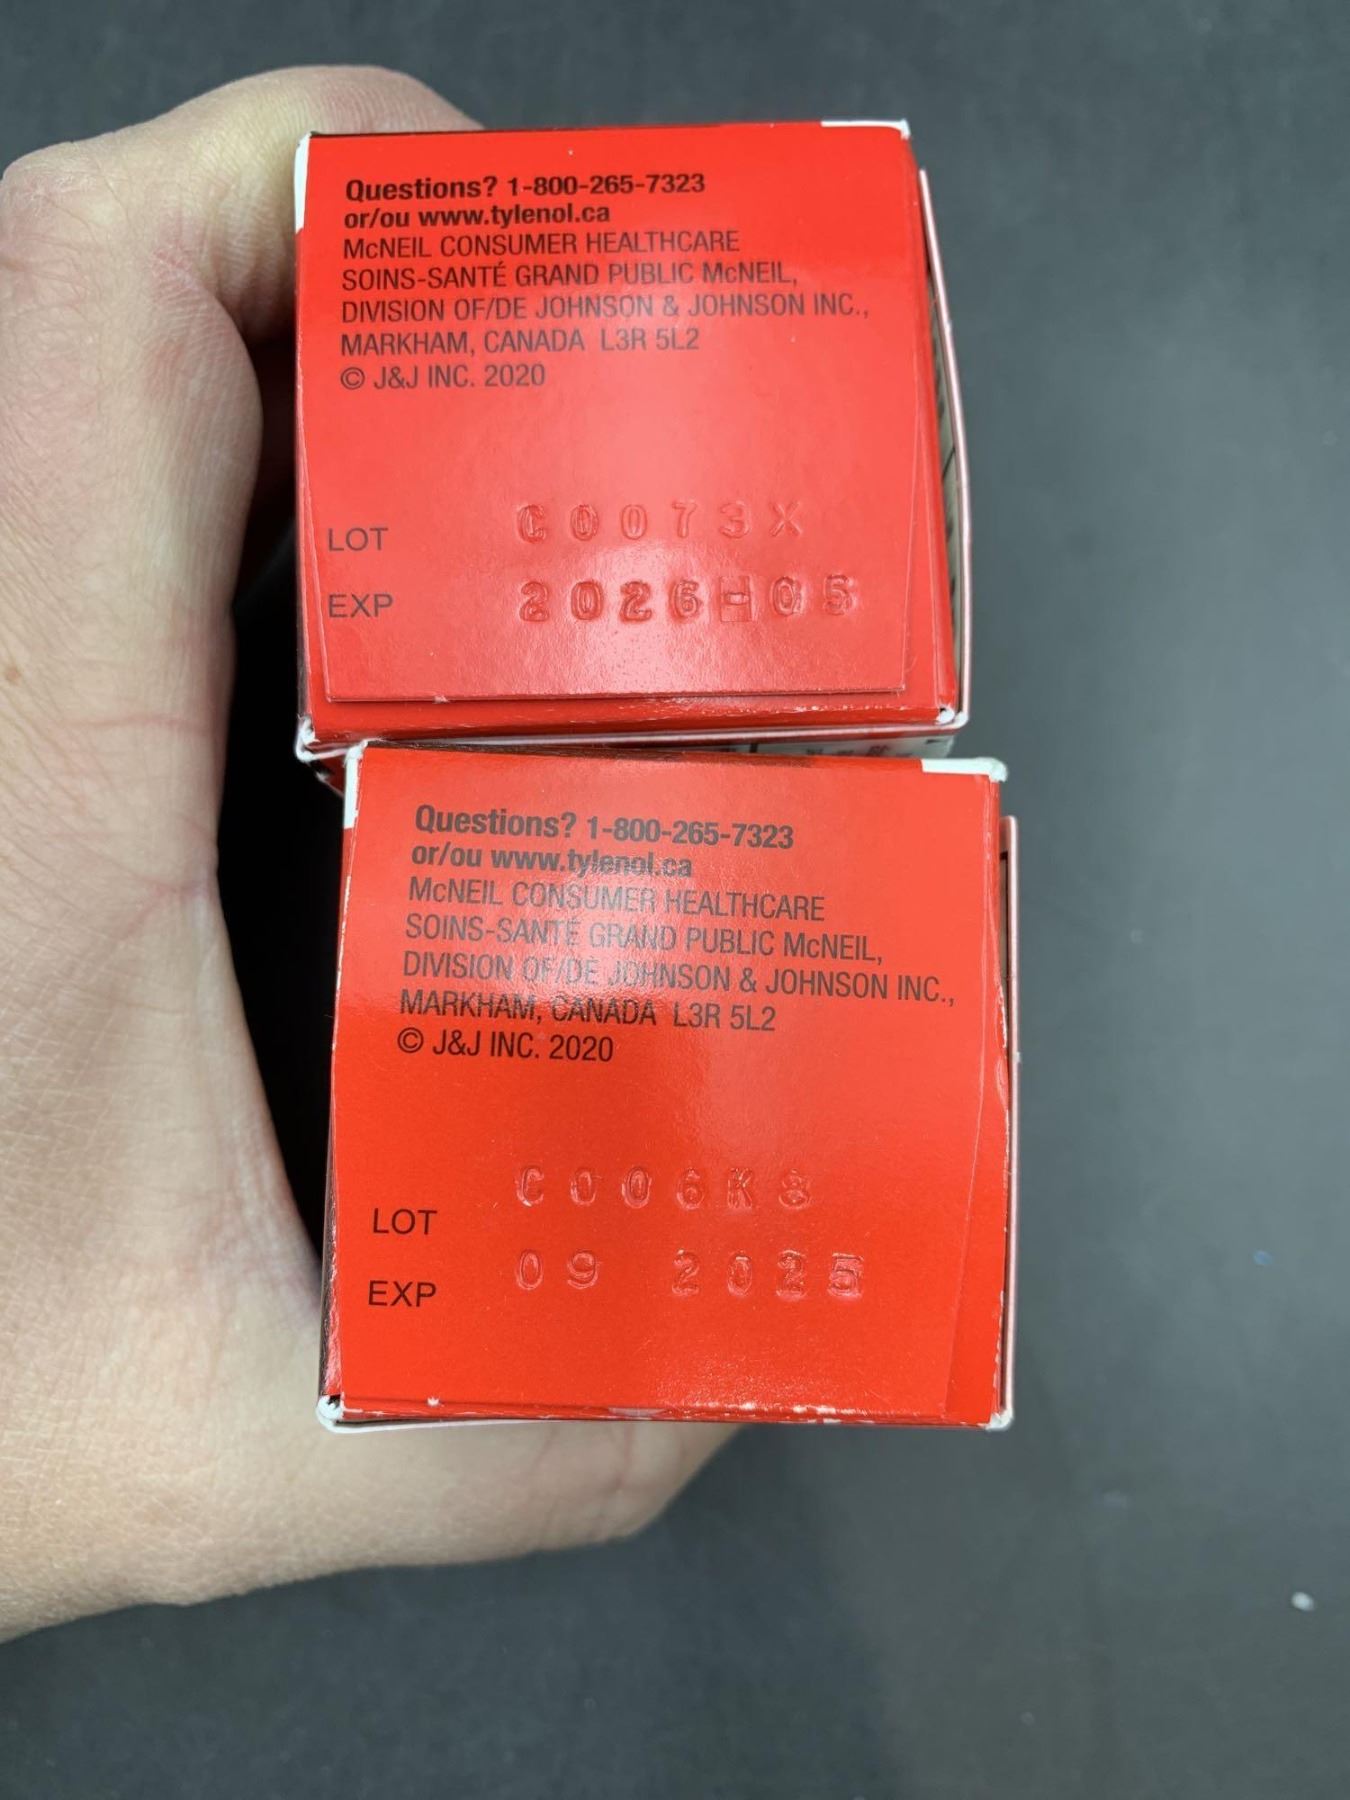 Questions? 1-800-265-7323
or/ou www.tylenol.ca
McNEIL CONSUMER HEALTHCARE
SOINS-SANTÉ GRAND PUBLIC McNEIL,
DIVISION OF/DE JOHNSON & JOHNSON INC.,
MARKHAM, CANADA L3R 5L2
© J&J INC. 2020
LOT C0073X
EXP 2026-05
Questions? 1-800-265-7323
or/ou www.tylenol.ca
McNEIL CONSUMER HEALTHCARE
SOINS-SANTÉ GRAND PUBLIC McNEIL,
DIVISION OF/DE JOHNSON & JOHNSON INC.,
MARKHAM, CANADA L3R 5L2
© J&J INC. 2020
LOT C006K8
EXP 09 2025